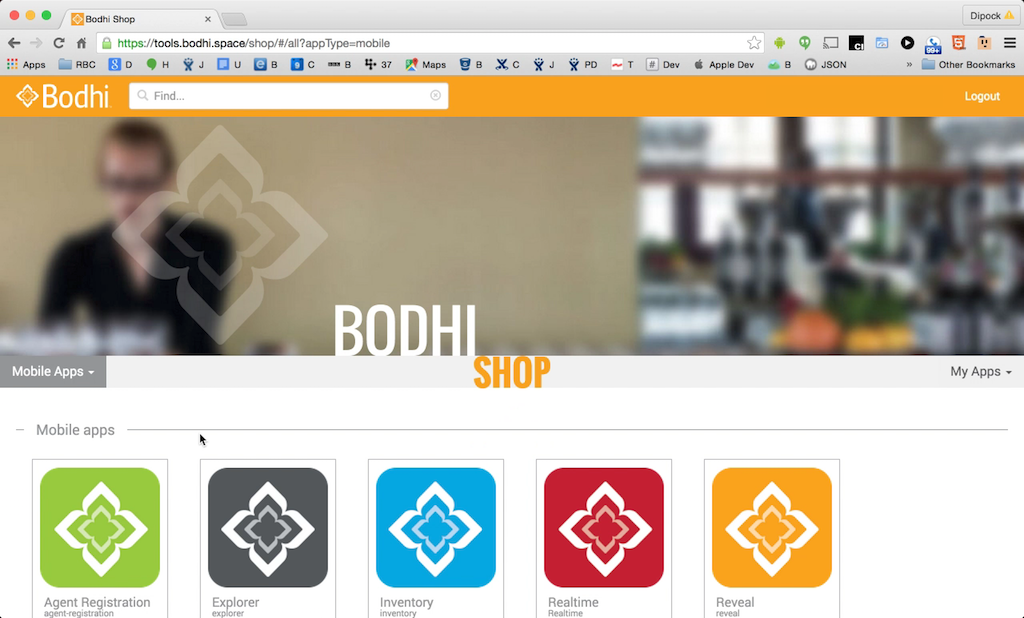 Bodhi Shop
Dipock
https://tools.bodhi.space/shop/#/all?appType=mobile
99+
Apps RBC D H J U B C B 37 Maps B C J PD T Dev Apple Dev B JSON » Other Bookmarks
Bodhi Find... Logout
BODHI
SHOP
Mobile Apps My Apps
Mobile apps
Agent Registration Explorer Inventory Realtime Reveal
agent-registration explorer inventory Realtime reveal